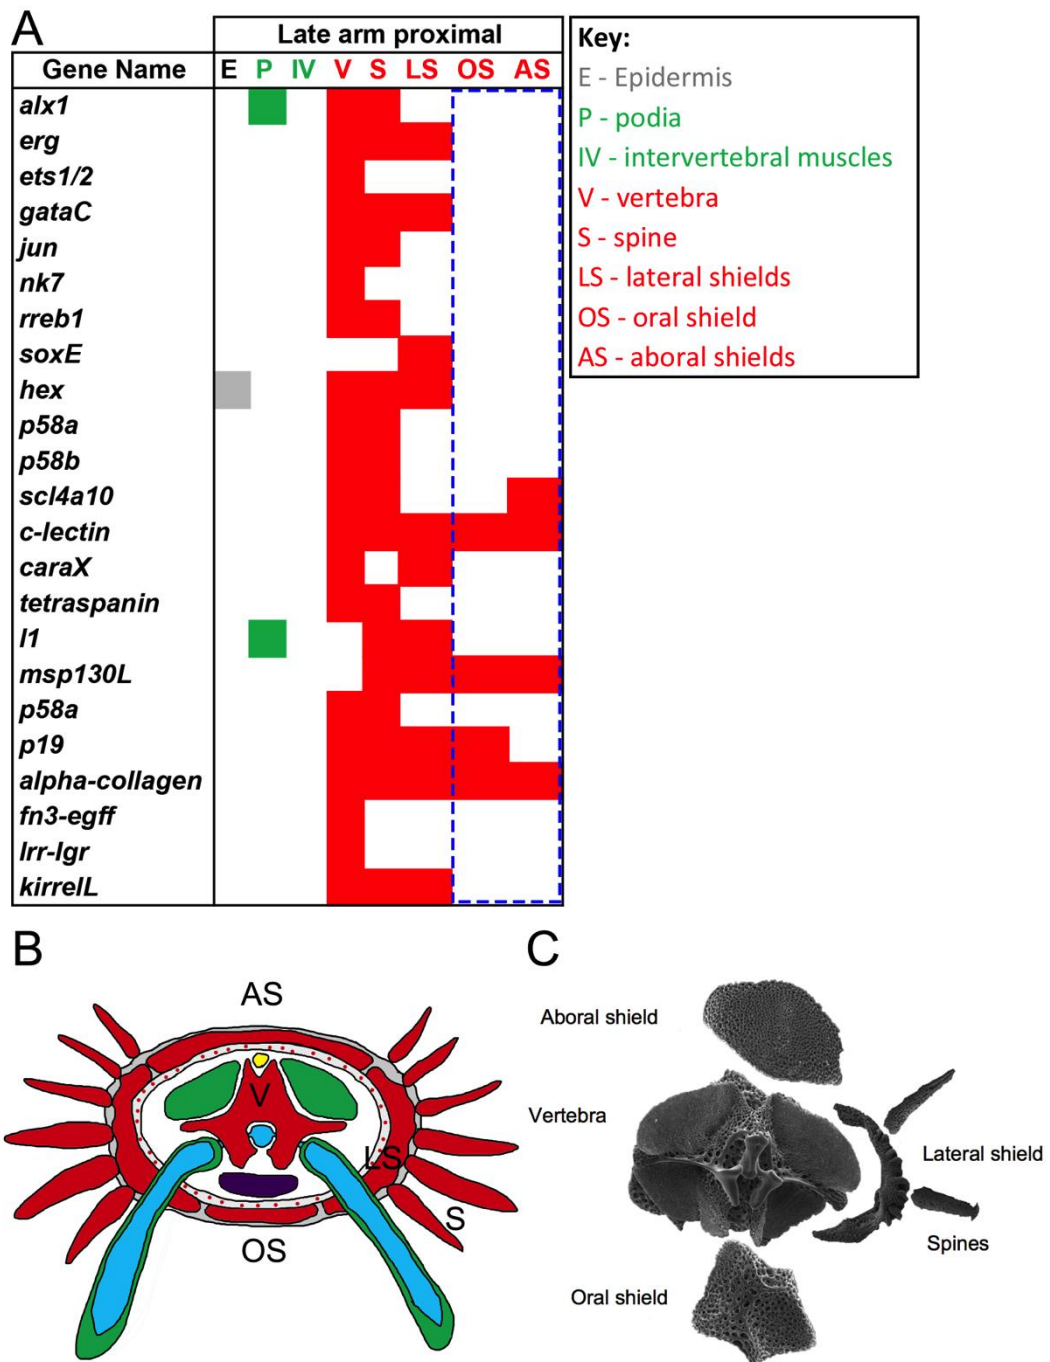 A
Late arm proximal
Gene Name E P IV V S LS OS AS
alx1
erg
ets1/2
gataC
jun
nk7
rreb1
soxE
hex
p58a
p58b
scl4a10
c-lectin
caraX
tetraspanin
l1
msp130L
p58a
p19
alpha-collagen
fn3-egff
lrr-Igr
kirrelL
Key:
E - Epidermis
P - podia
IV - intervertebral muscles
V - vertebra
S - spine
LS - lateral shields
OS - oral shield
AS - aboral shields
B
AS
V
LS
S
OS
C
Aboral shield
Vertebra
Lateral shield
Spines
Oral shield